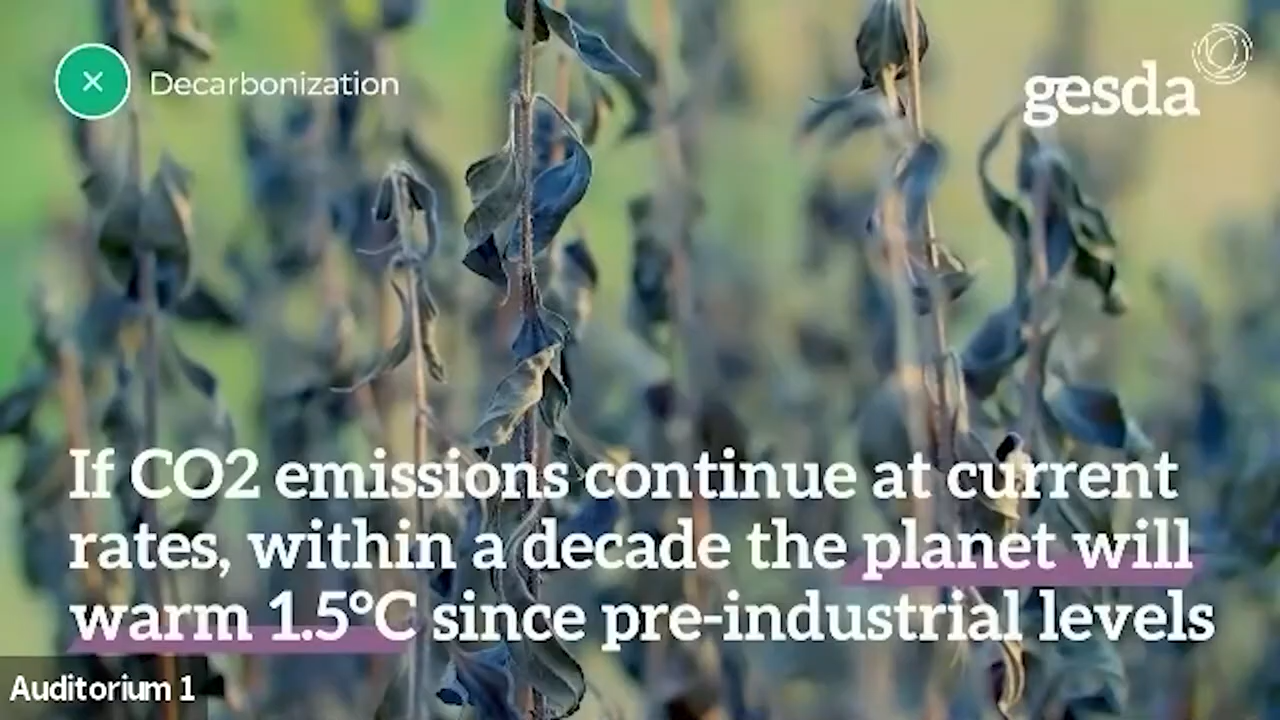 Decarbonization
gesda
If CO2 emissions continue at current
rates, within a decade the planet will
warm 1.5°C since pre-industrial levels
Auditorium 1